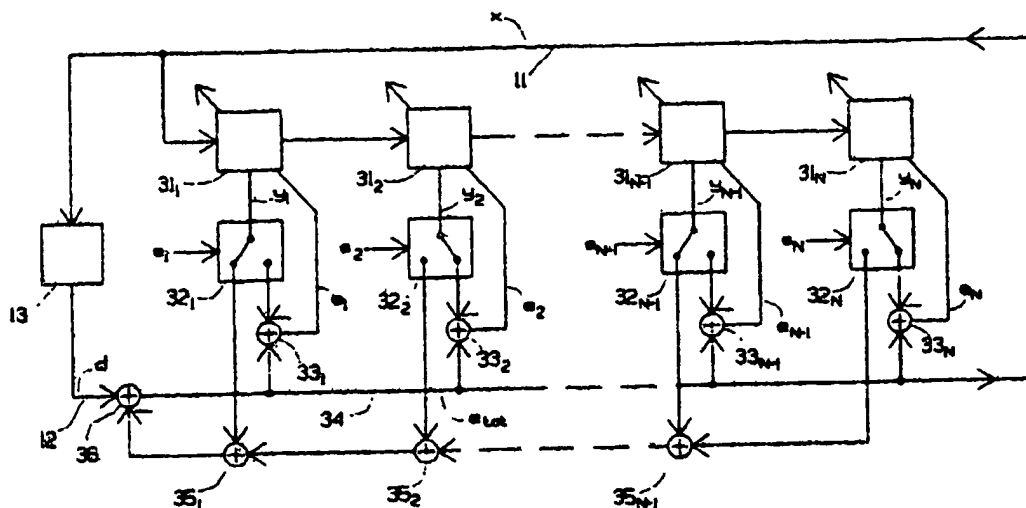 x
11
31₁ 31₂ 31N-1 31N
y₁ y₂ yN-1 yN
e₁ e₂ eN-1 eN
13
32₁ 32₂ 32N-1 32N
e₁ e₂ eN-1 eN
33₁ 33₂ 33N-1 33N
d
12 36 34 etot
35₁ 35₂ 35N-1